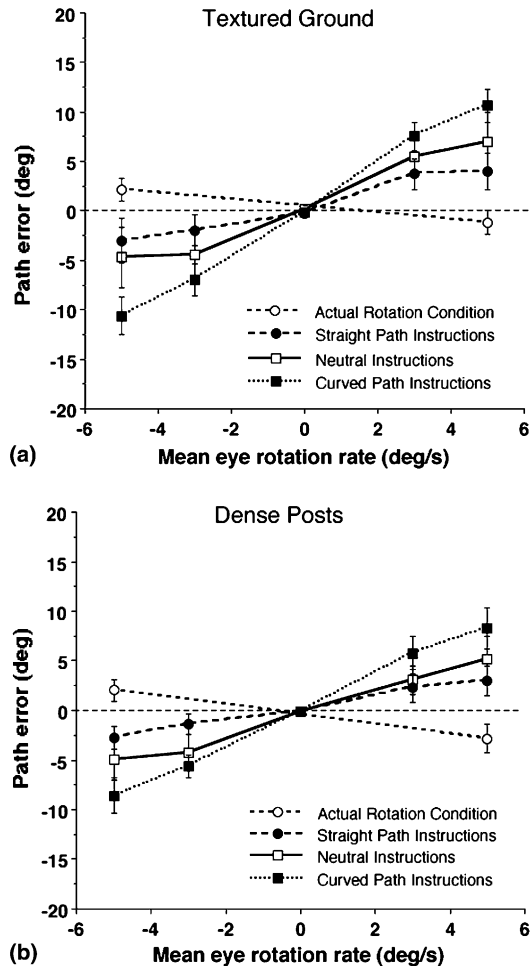 Textured Ground
20
15
10
5
0
-5
-10
-15
-20
Path error (deg)
Actual Rotation Condition
Straight Path Instructions
Neutral Instructions
Curved Path Instructions
-6 -4 -2 0 2 4 6
(a) Mean eye rotation rate (deg/s)
Dense Posts
20
15
10
5
0
-5
-10
-15
-20
Path error (deg)
Actual Rotation Condition
Straight Path Instructions
Neutral Instructions
Curved Path Instructions
-6 -4 -2 0 2 4 6
(b) Mean eye rotation rate (deg/s)